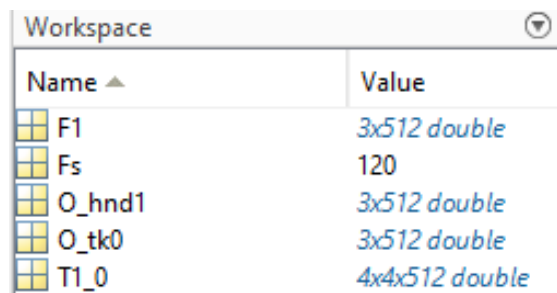 Workspace
Name Value
F1 3x512 double
Fs 120
O_hnd1 3x512 double
O_tk0 3x512 double
T1_0 4x4x512 double